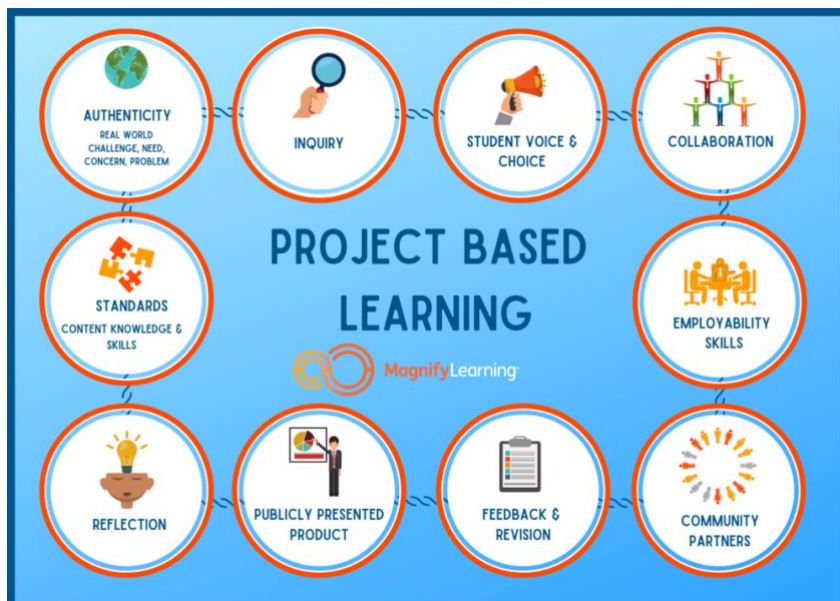 AUTHENTICITY
REAL WORLD
CHALLENGE, NEED,
CONCERN, PROBLEM
INQUIRY
STUDENT VOICE &
CHOICE
COLLABORATION
PROJECT BASED
LEARNING
MagnifyLearning
STANDARDS
CONTENT KNOWLEDGE &
SKILLS
EMPLOYABILITY
SKILLS
REFLECTION
PUBLICLY PRESENTED
PRODUCT
FEEDBACK &
REVISION
COMMUNITY
PARTNERS